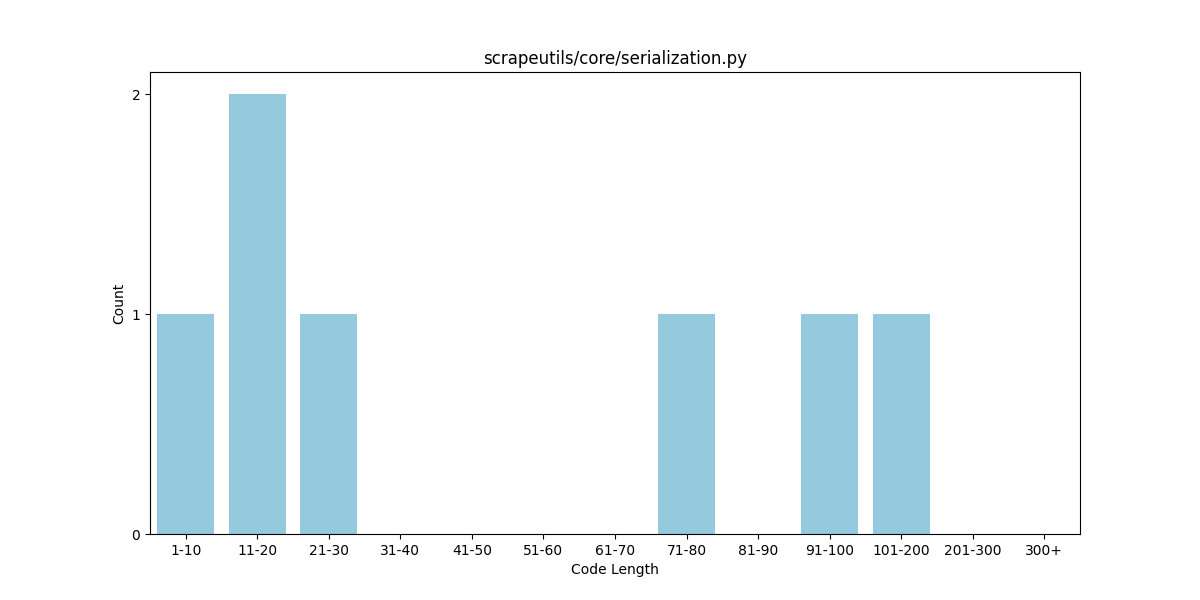 scrapeutils/core/serialization.py
2
1
0
Count
1-10 11-20 21-30 31-40 41-50 51-60 61-70 71-80 81-90 91-100 101-200 201-300 300+
Code Length